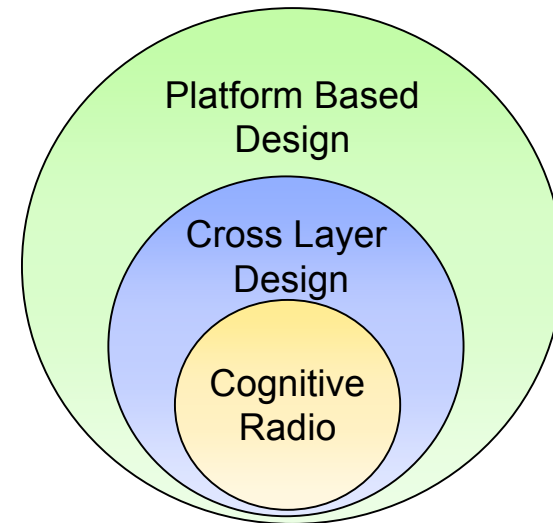 Platform Based
Design
Cross Layer
Design
Cognitive
Radio